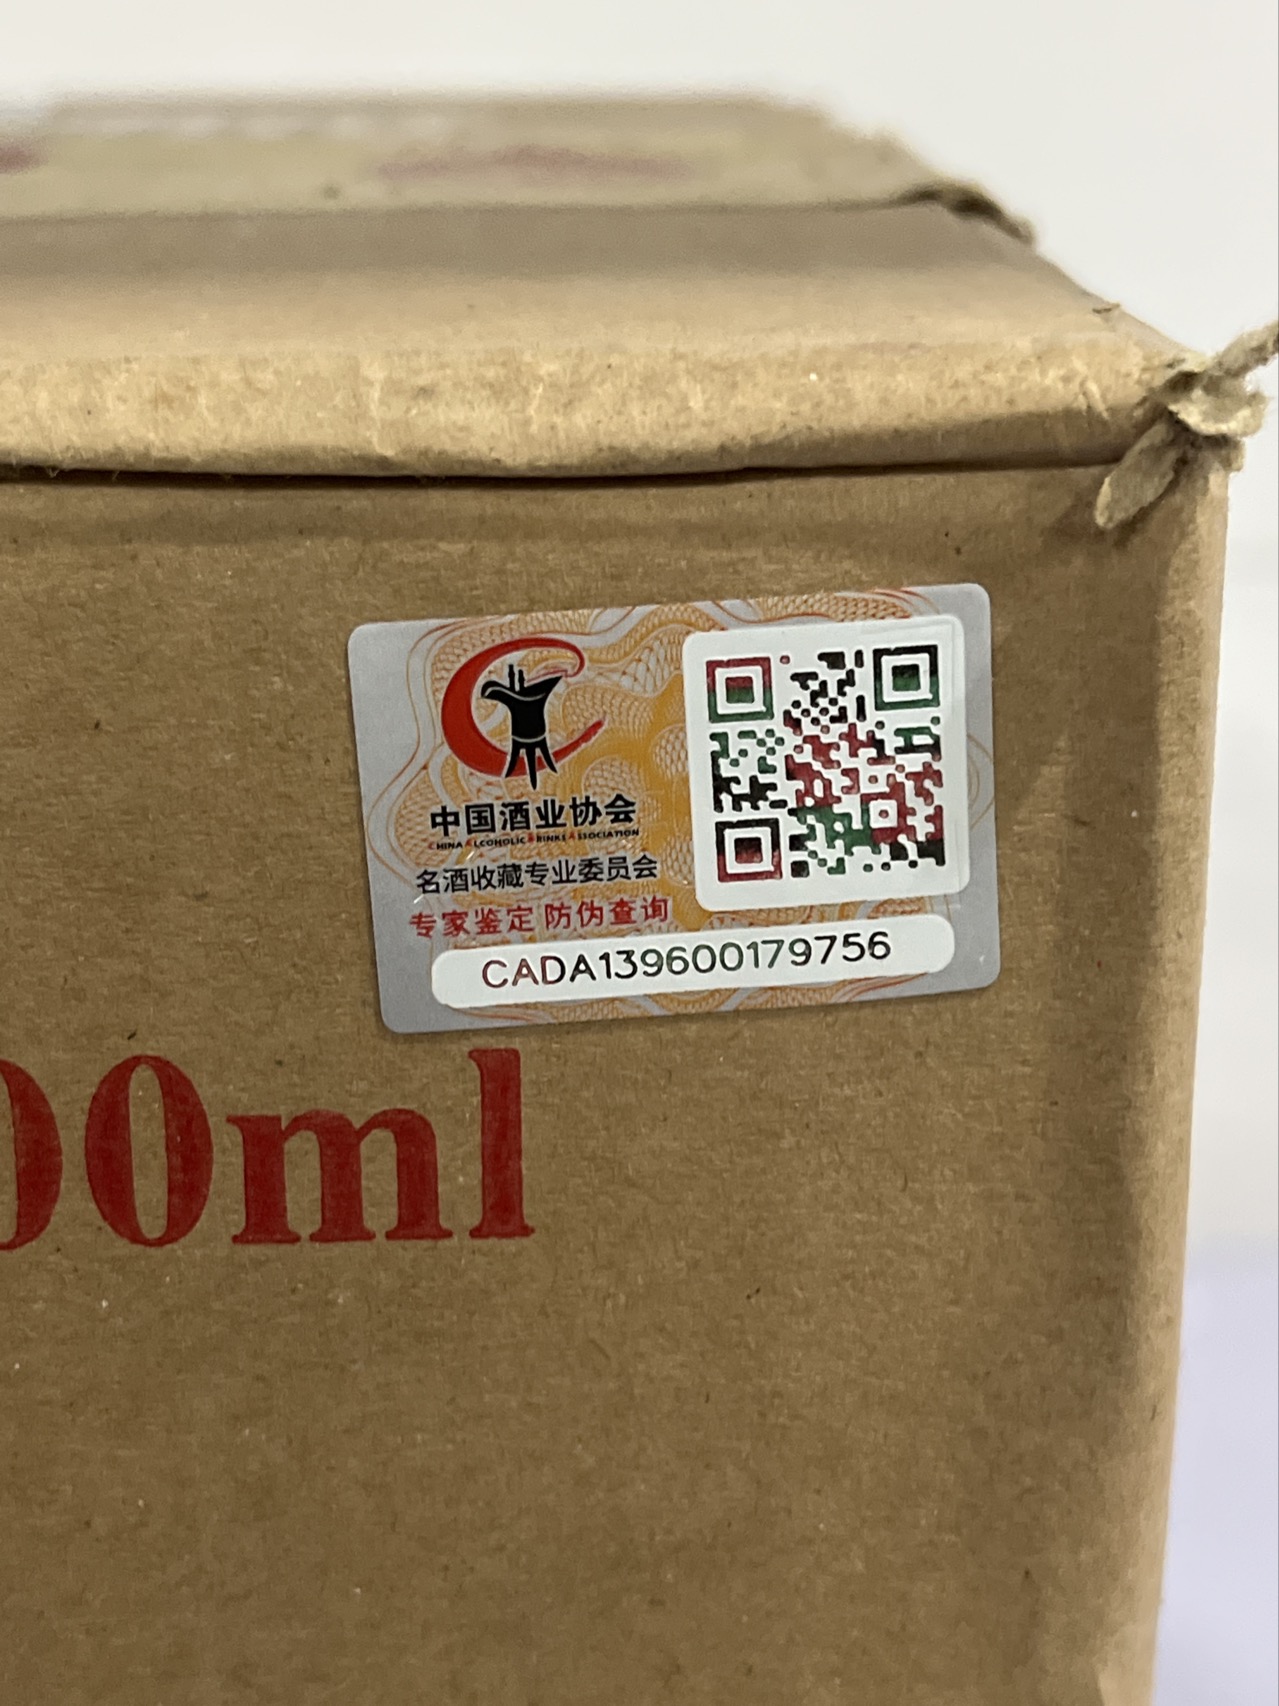 中国酒业协会
CHINA ALCOHOLIC DRINKS ASSOCIATION
名酒收藏专业委员会
专家鉴定 防伪查询
CADA139600179756
00ml